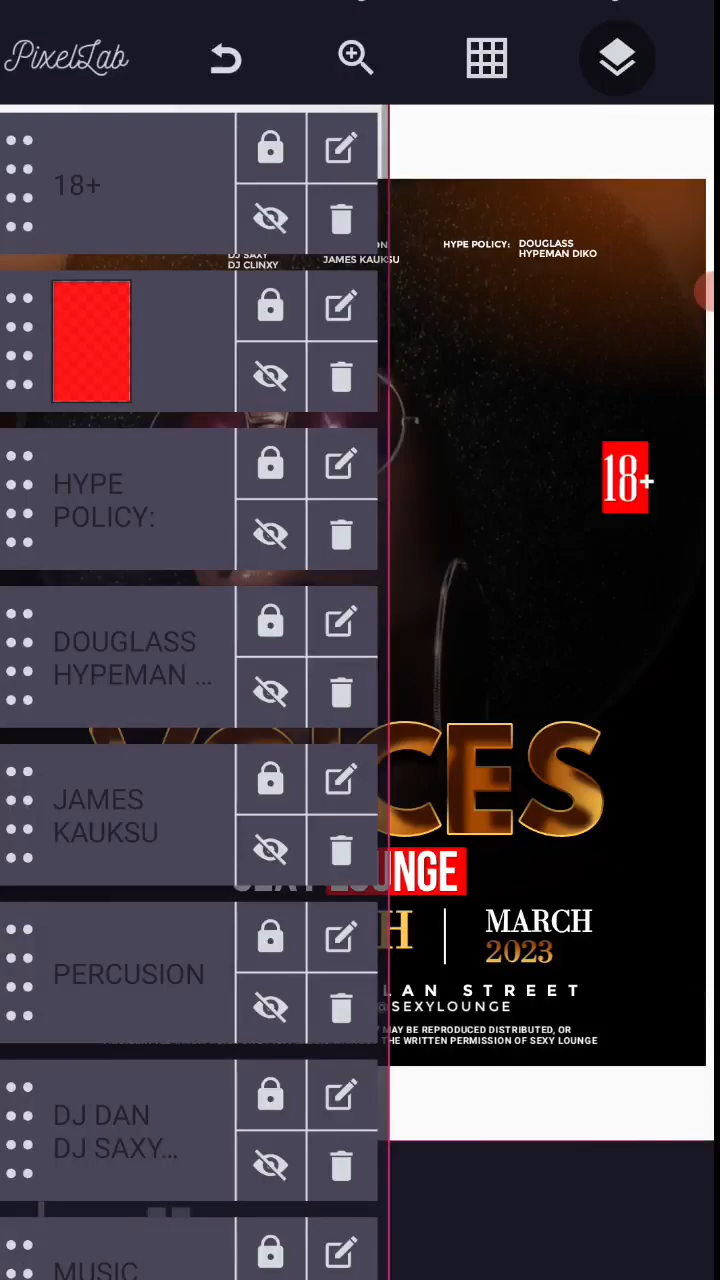 PixelLab
18+
HYPE
POLICY:
DOUGLASS
HYPEMAN ...
JAMES
KAUKSU
PERCUSION
DJ DAN
DJ SAXY...
MUSIC
DJ SAXY
DJ CLINXY
JAMES KAUKSU
HYPE POLICY:
DOUGLASS
HYPEMAN DIKO
18+
CES
SEXY LOUNGE
H
MARCH
2023
LAN STREET
@SEXYLOUNGE
MAY BE REPRODUCED DISTRIBUTED, OR
THE WRITTEN PERMISSION OF SEXY LOUNGE